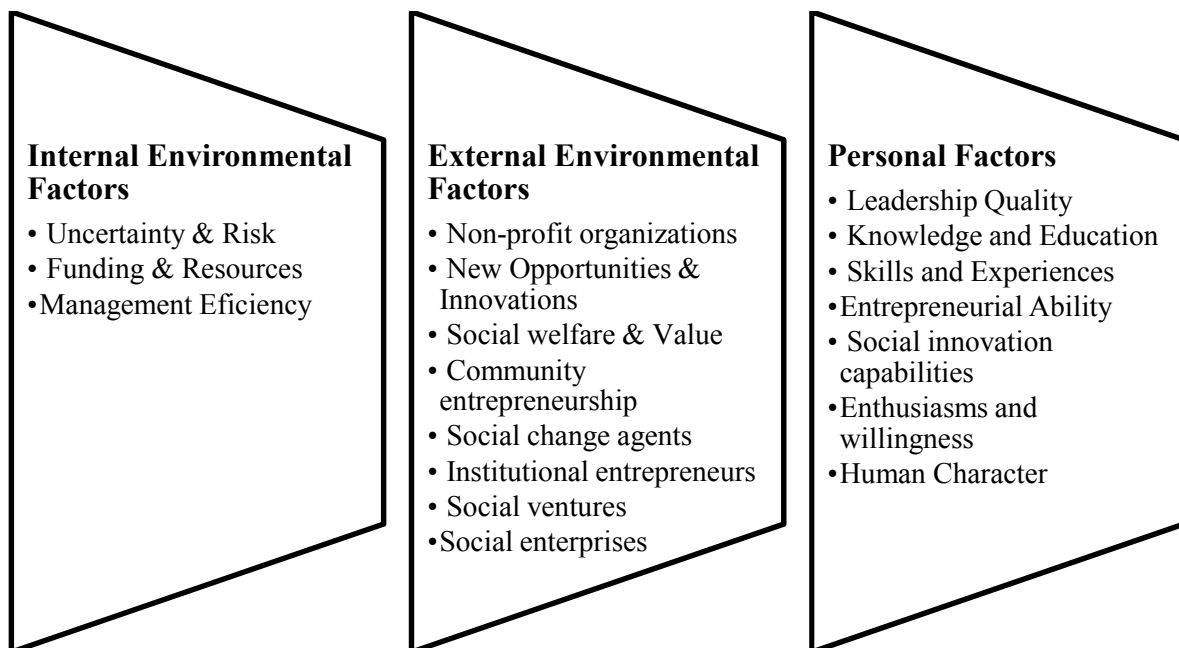 Internal Environmental
Factors
• Uncertainty & Risk
• Funding & Resources
•Management Eficiency
External Environmental
Factors
• Non-profit organizations
• New Opportunities &
Innovations
• Social welfare & Value
• Community
entrepreneurship
• Social change agents
• Institutional entrepreneurs
• Social ventures
•Social enterprises
Personal Factors
• Leadership Quality
• Knowledge and Education
• Skills and Experiences
•Entrepreneurial Ability
• Social innovation
capabilities
•Enthusiasms and
willingness
•Human Character